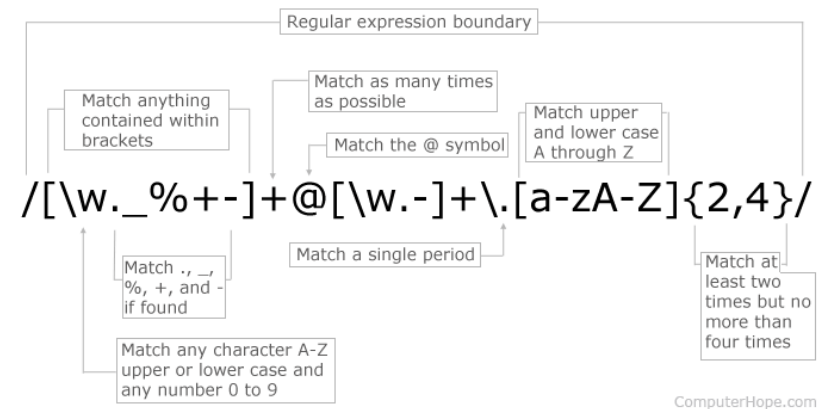 Regular expression boundary
Match anything
contained within
brackets
Match as many times
as possible
Match the @ symbol
Match upper
and lower case
A through Z
/[\w._%+-]+@[\w.-]+\.[a-zA-Z]{2,4}/
Match a single period
Match ., _,
%, +, and -
if found
Match at
least two
times but no
more than
four times
Match any character A-Z
upper or lower case and
any number 0 to 9
ComputerHope.com